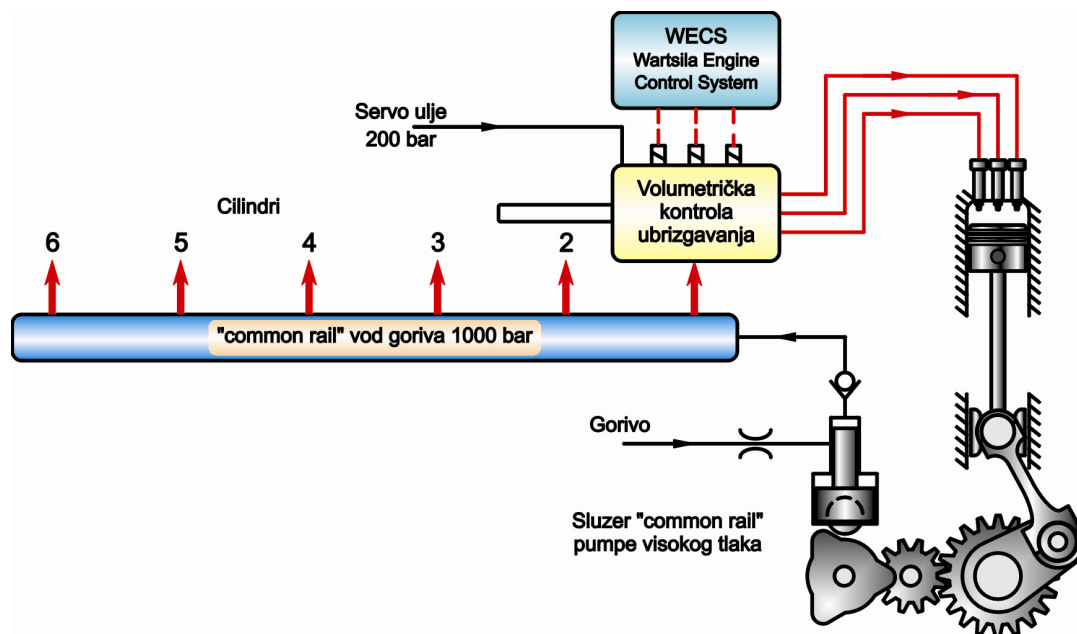 WECS
Wartsila Engine
Control System
Servo ulje
200 bar
Volumetrička
kontrola
ubrizgavanja
Cilindri
6 5 4 3 2
"common rail" vod goriva 1000 bar
Gorivo
Sluzer "common rail"
pumpe visokog tlaka